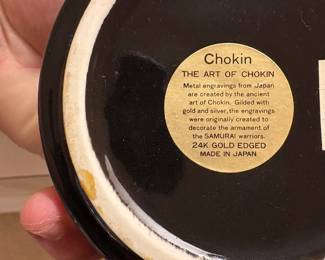 Chokin
THE ART OF CHOKIN
Metal engravings from Japan
are created by the ancient
art of Chokin. Gilded with
gold and silver, the engravings
were originally created to
decorate the armament of
the SAMURAI warriors.
24K GOLD EDGED
MADE IN JAPAN